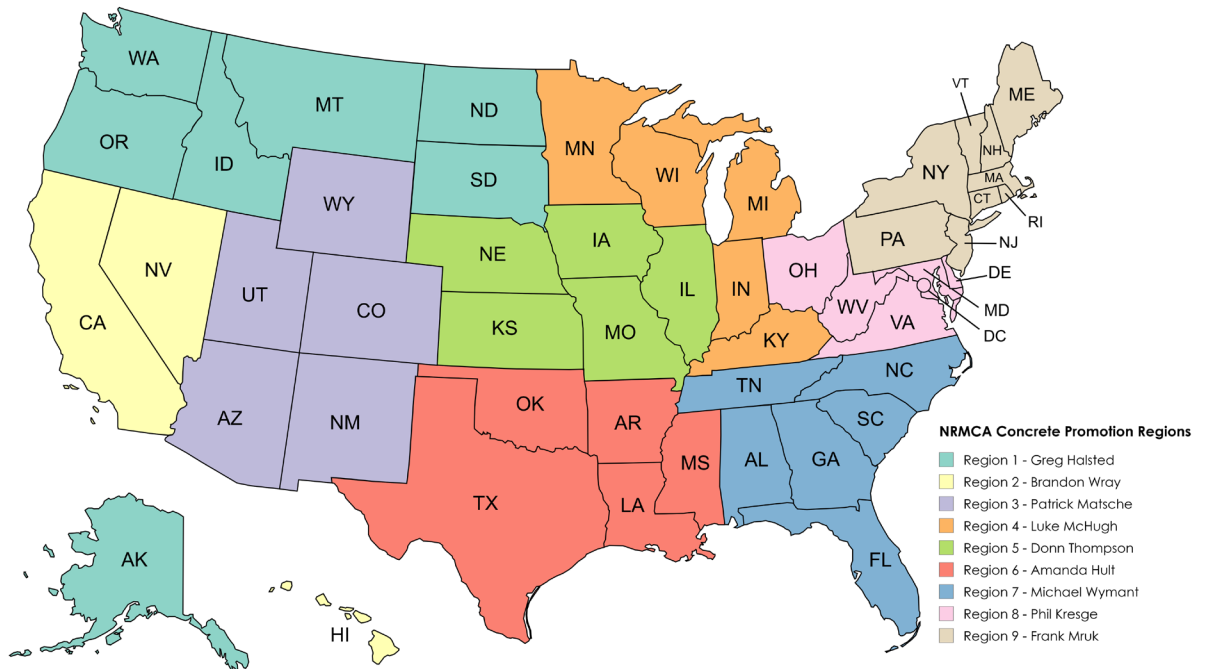 WA
MT
ND
MN
OR
ID
SD
WI
MI
WY
NE
IA
NV
UT
CO
CA
KS
MO
IL
IN
OH
KY
WV
VA
PA
NY
VT
ME
NH
MA
CT
RI
NJ
DE
MD
DC
AZ
NM
OK
AR
TN
NC
SC
MS
AL
GA
TX
LA
FL
AK
HI
NRMCA Concrete Promotion Regions
Region 1 - Greg Halsted
Region 2 - Brandon Wray
Region 3 - Patrick Matsche
Region 4 - Luke McHugh
Region 5 - Donn Thompson
Region 6 - Amanda Hult
Region 7 - Michael Wymant
Region 8 - Phil Kresge
Region 9 - Frank Mruk